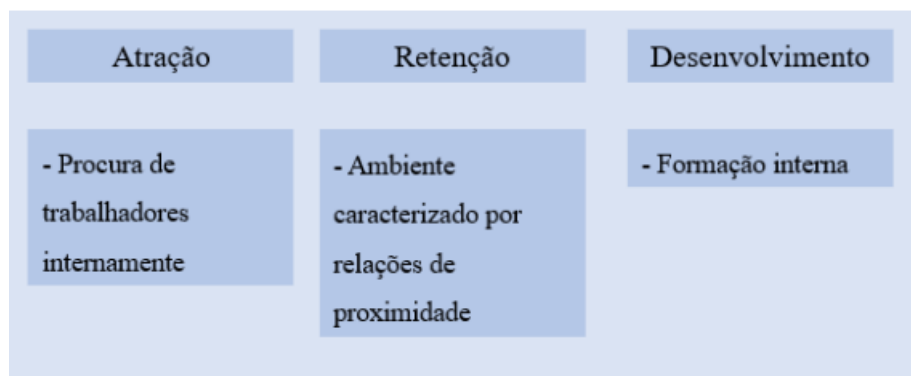 Atração
Retenção
Desenvolvimento
- Procura de
trabalhadores
internamente
- Ambiente
caracterizado por
relações de
proximidade
- Formação interna